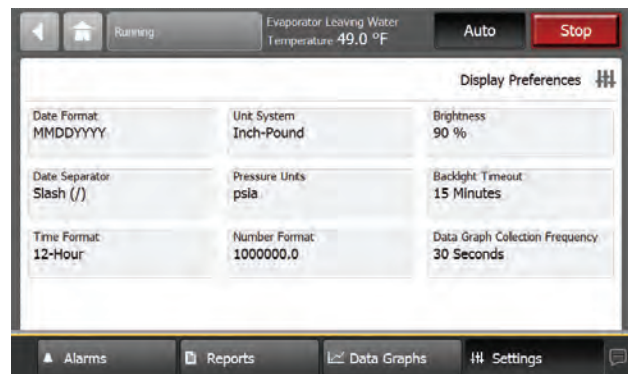 Running
Evaporator Leaving Water
Temperature 49.0 °F
Auto
Stop
Display Preferences
Date Format
MMDDYYYY
Unit System
Inch-Pound
Brightness
90 %
Date Separator
Slash (/)
Pressure Units
psia
Backlight Timeout
15 Minutes
Time Format
12-Hour
Number Format
1000000.0
Data Graph Colection Frequency
30 Seconds
Alarms
Reports
Data Graphs
Settings